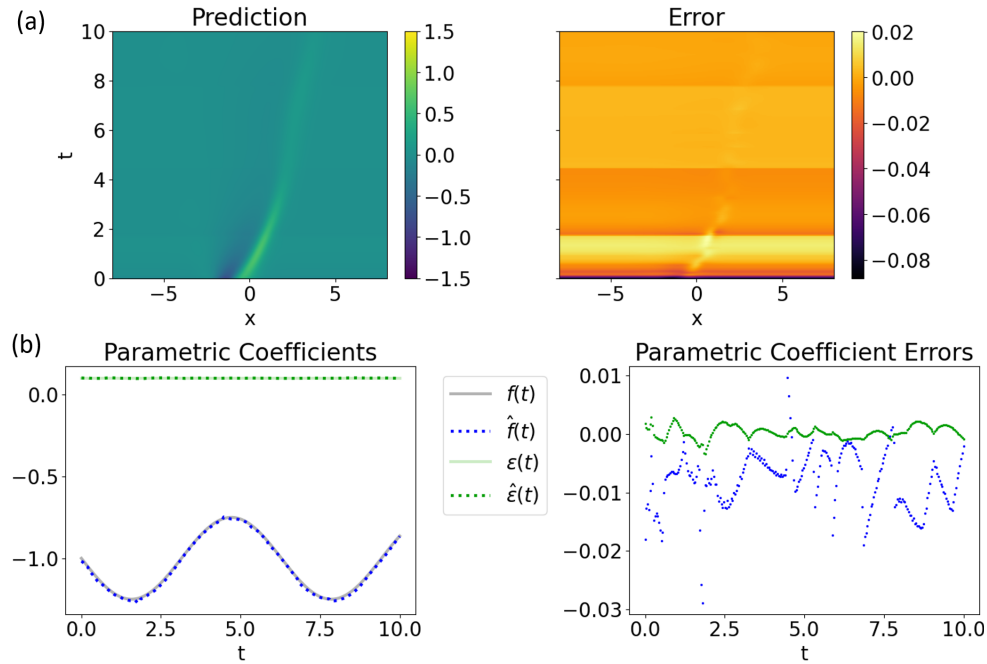 (a)
Prediction
Error
10
8
6
4
2
0
t
−5
0
5
x
1.5
1.0
0.5
0.0
−0.5
−1.0
−1.5
−5
0
5
x
0.02
0.00
−0.02
−0.04
−0.06
−0.08
(b)
Parametric Coefficients
0.0
−0.5
−1.0
0.0
2.5
5.0
7.5
10.0
t
f(t)
f̂(t)
ε(t)
ε̂(t)
Parametric Coefficient Errors
0.01
0.00
−0.01
−0.02
−0.03
0.0
2.5
5.0
7.5
10.0
t